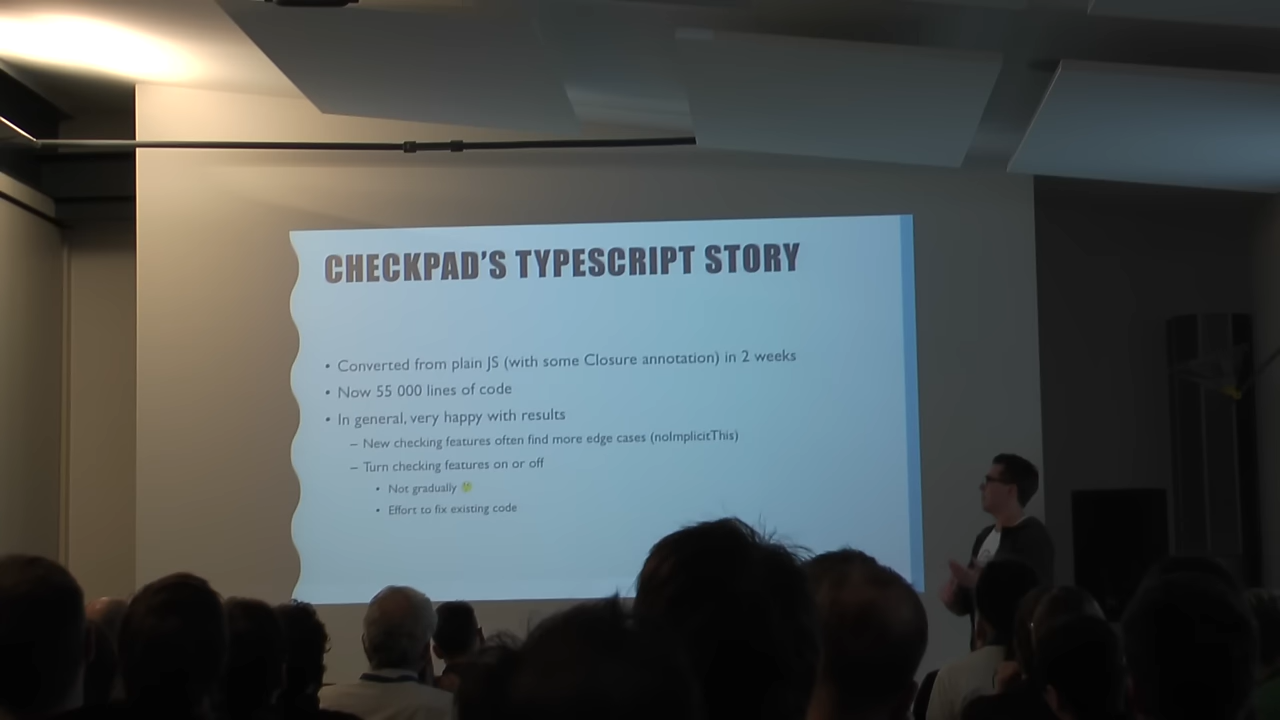 CHECKPAD'S TYPESCRIPT STORY
• Converted from plain JS (with some Closure annotation) in 2 weeks
• Now 55 000 lines of code
• In general, very happy with results
– New checking features often find more edge cases (noImplicitThis)
– Turn checking features on or off
• Not gradually
• Effort to fix existing code